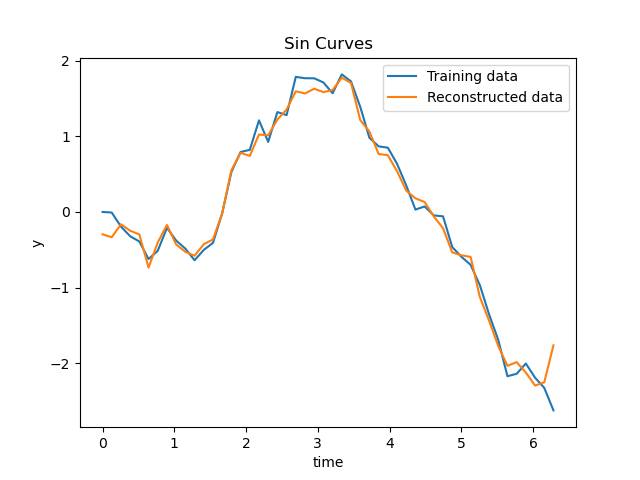 Sin Curves
Training data
Reconstructed data
2
1
0
−1
−2
y
0 1 2 3 4 5 6
time